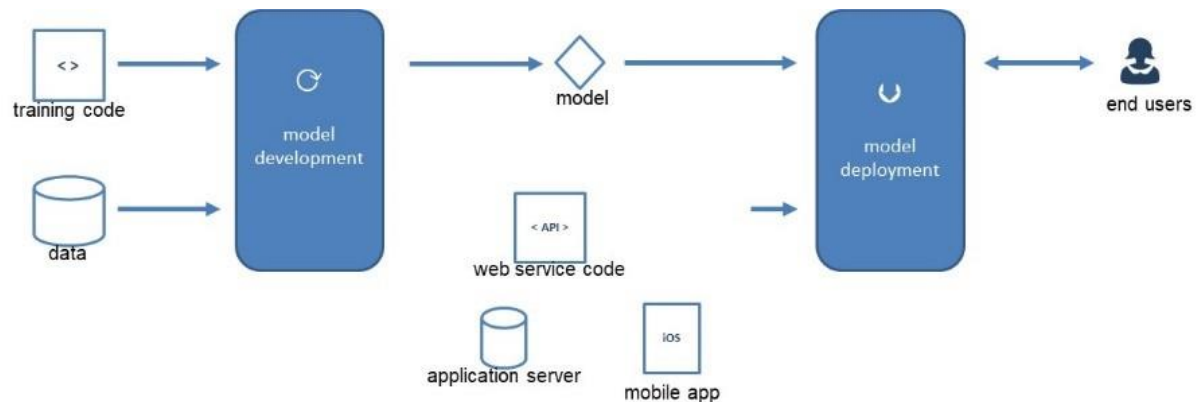 < >
training code
model
development
data
model
< API >
web service code
application server
iOS
mobile app
model
deployment
end users